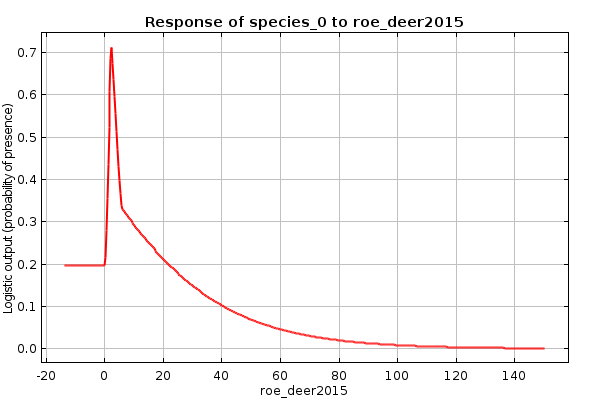 Response of species_0 to roe_deer2015
Logistic output (probability of presence)
0.7
0.6
0.5
0.4
0.3
0.2
0.1
0.0
-20 0 20 40 60 80 100 120 140
roe_deer2015